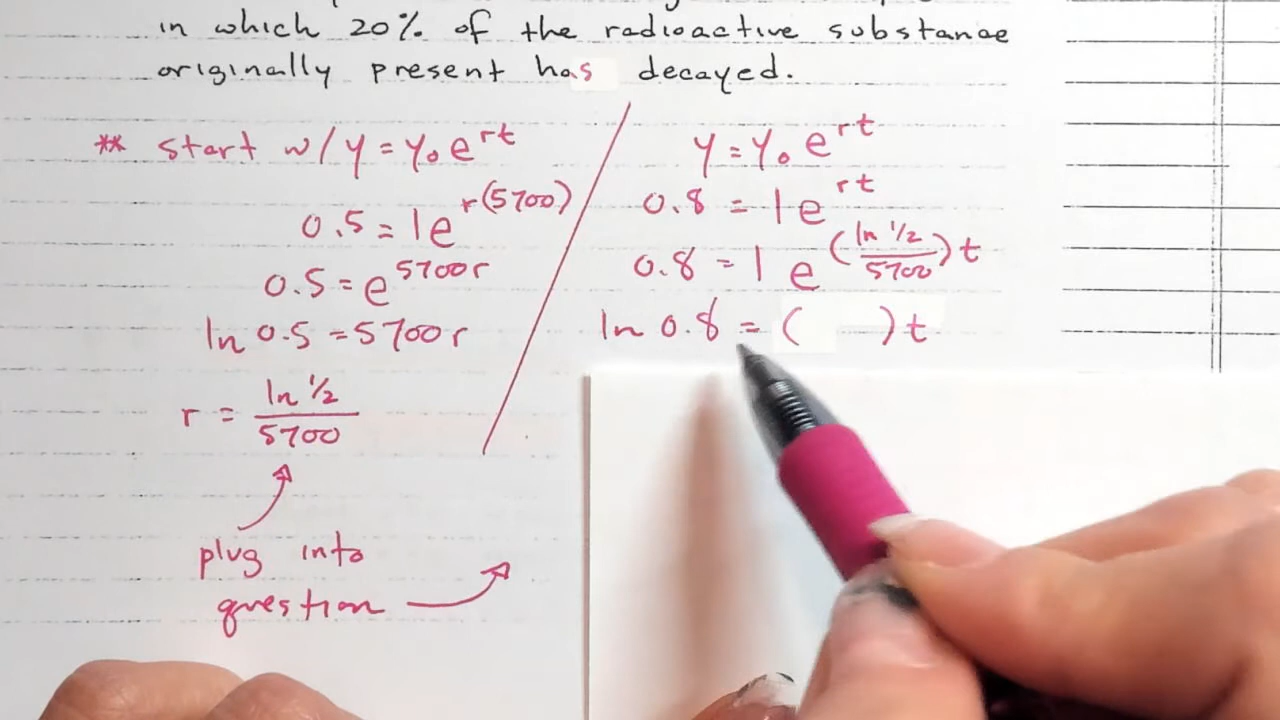 in which 20% of the radioactive substance
originally present has decayed.
** start w/ y = y₀e^rt
0.5 = 1e^r(5700)
0.5 = e^5700r
ln 0.5 = 5700r
r = ln 1/2 / 5700
plug into
question
y = y₀e^rt
0.8 = 1e^rt
0.8 = 1e^(ln 1/2 / 5700)t
ln 0.8 = ( )t